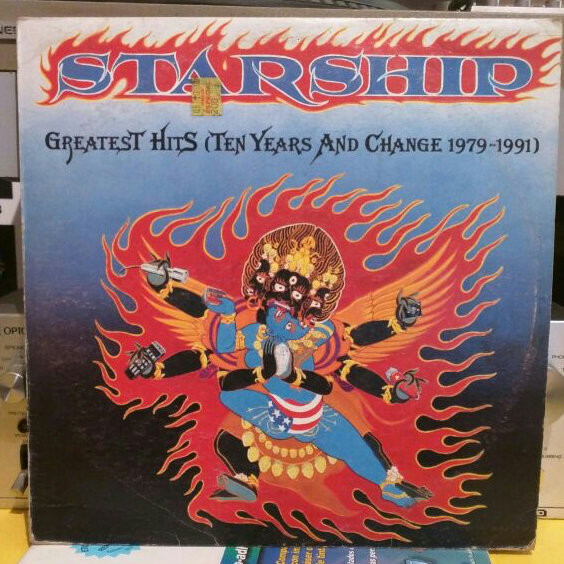 STARSHIP
GREATEST HITS (TEN YEARS AND CHANGE 1979-1991)